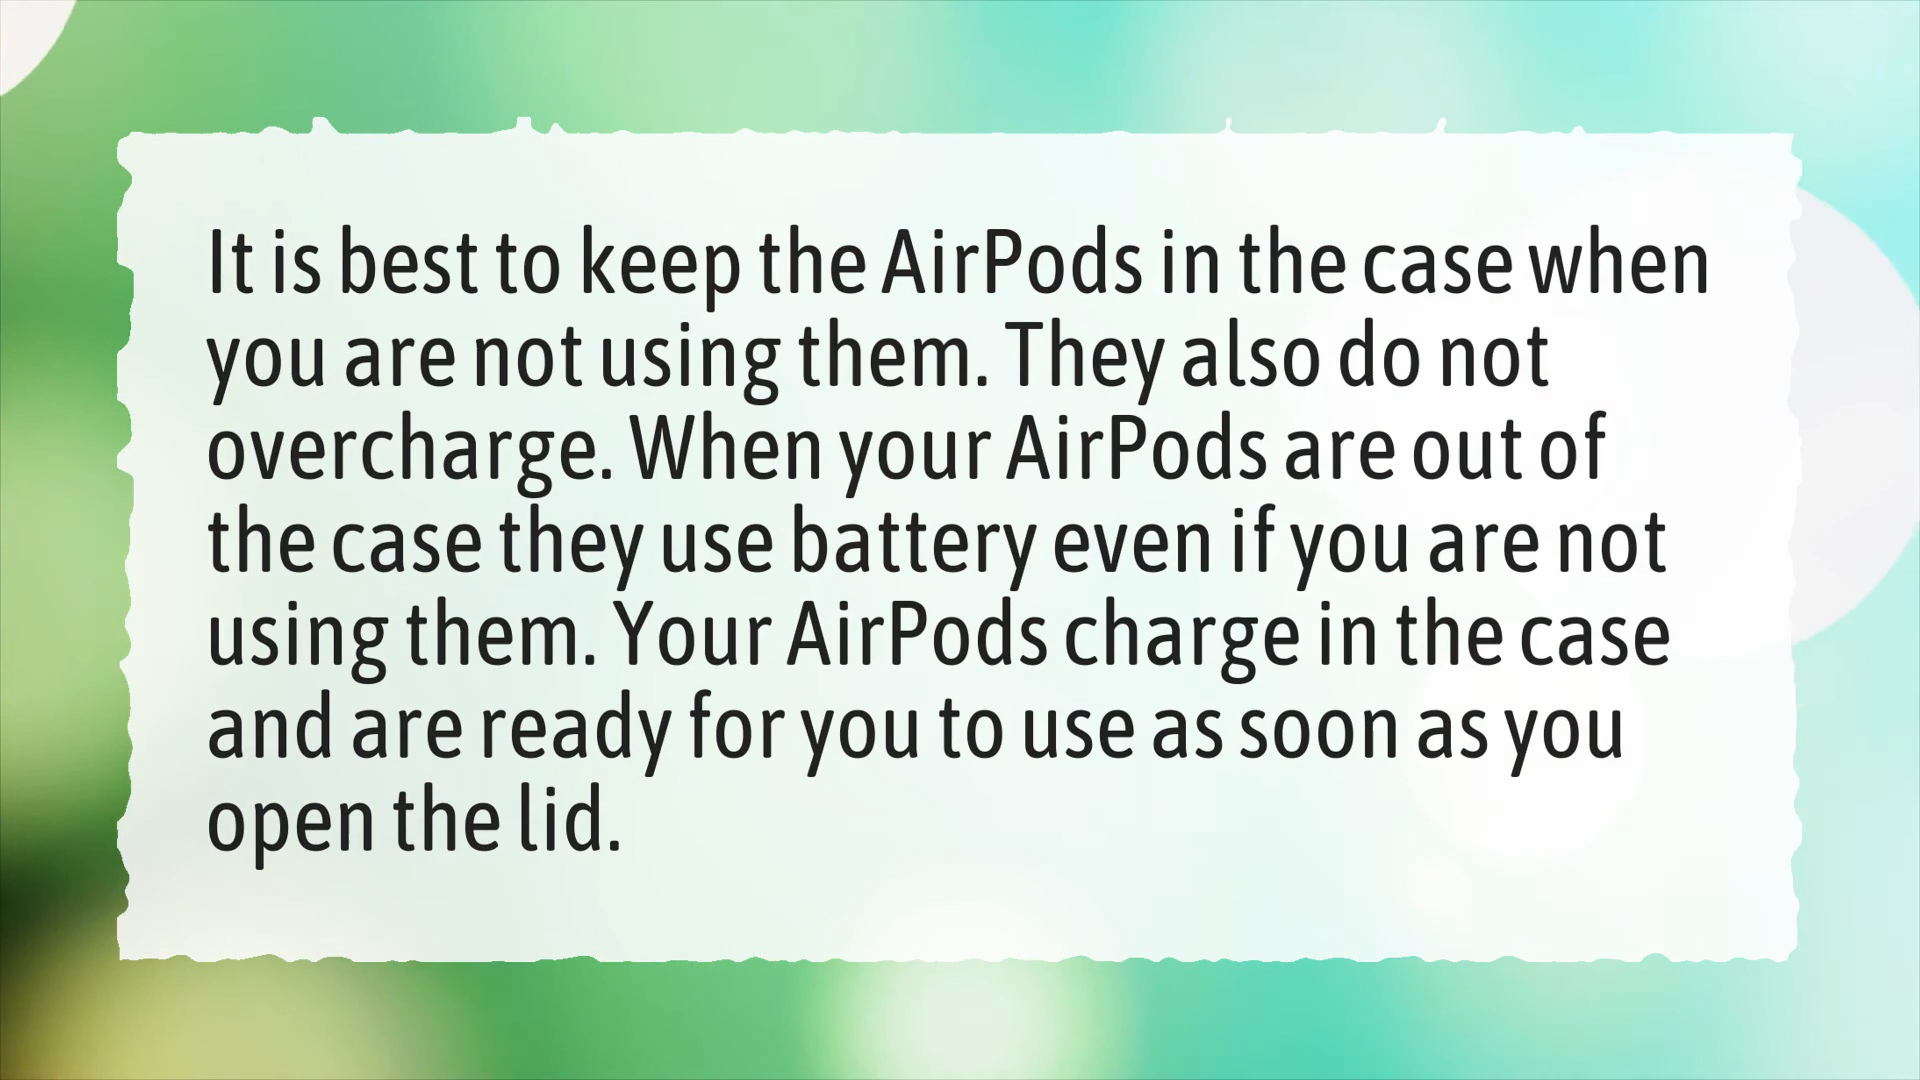 It is best to keep the AirPods in the case when
you are not using them. They also do not
overcharge. When your AirPods are out of
the case they use battery even if you are not
using them. Your AirPods charge in the case
and are ready for you to use as soon as you
open the lid.